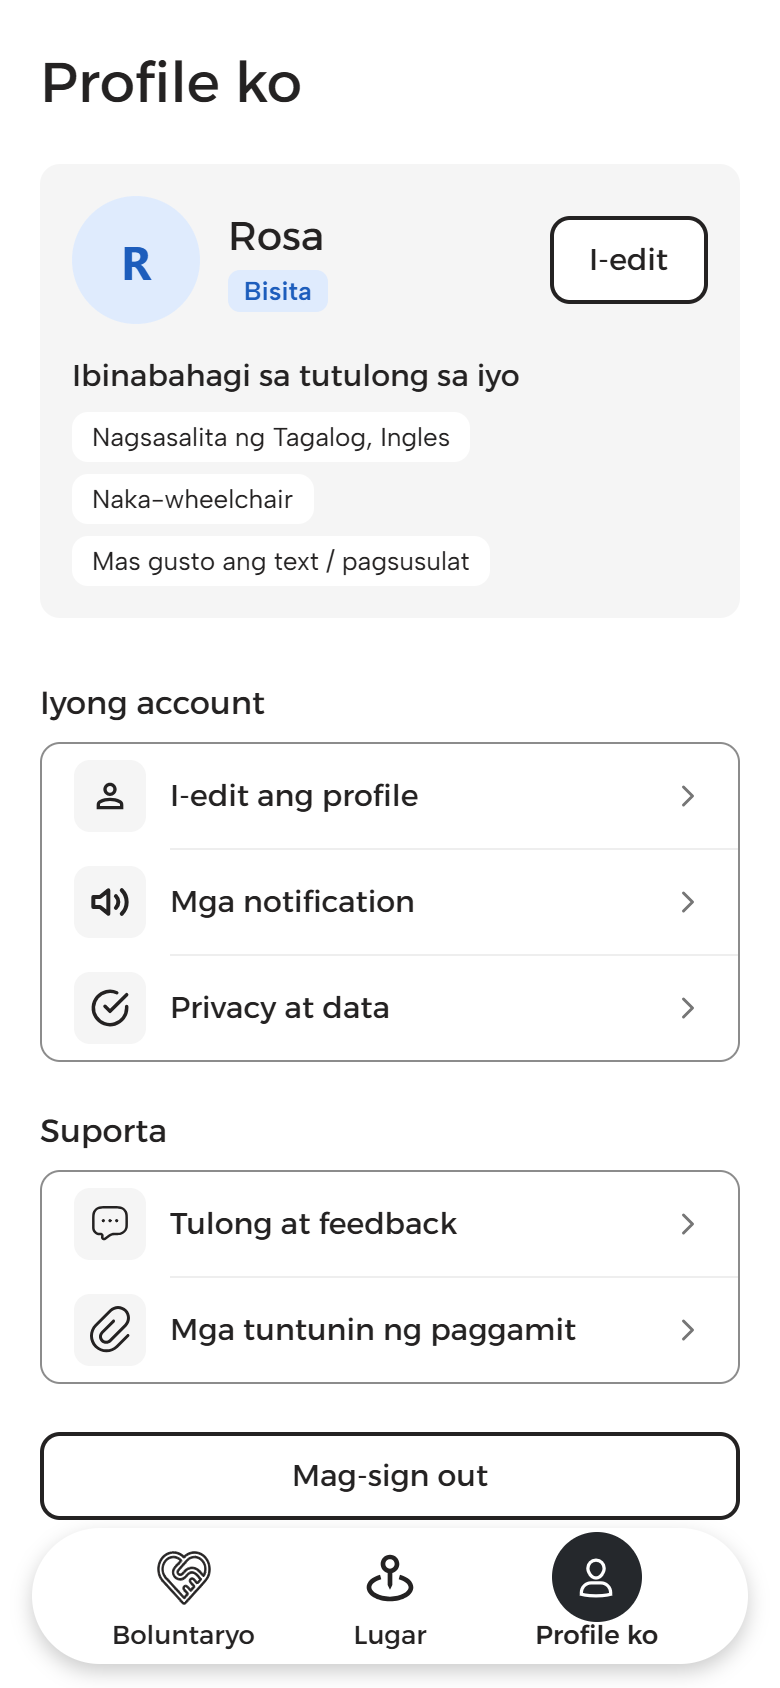 Profile ko
R
Rosa
Bisita
I-edit
Ibinabahagi sa tutulong sa iyo
Nagsasalita ng Tagalog, Ingles
Naka-wheelchair
Mas gusto ang text / pagsusulat
Iyong account
I-edit ang profile
Mga notification
Privacy at data
Suporta
Tulong at feedback
Mga tuntunin ng paggamit
Mag-sign out
Boluntaryo
Lugar
Profile ko